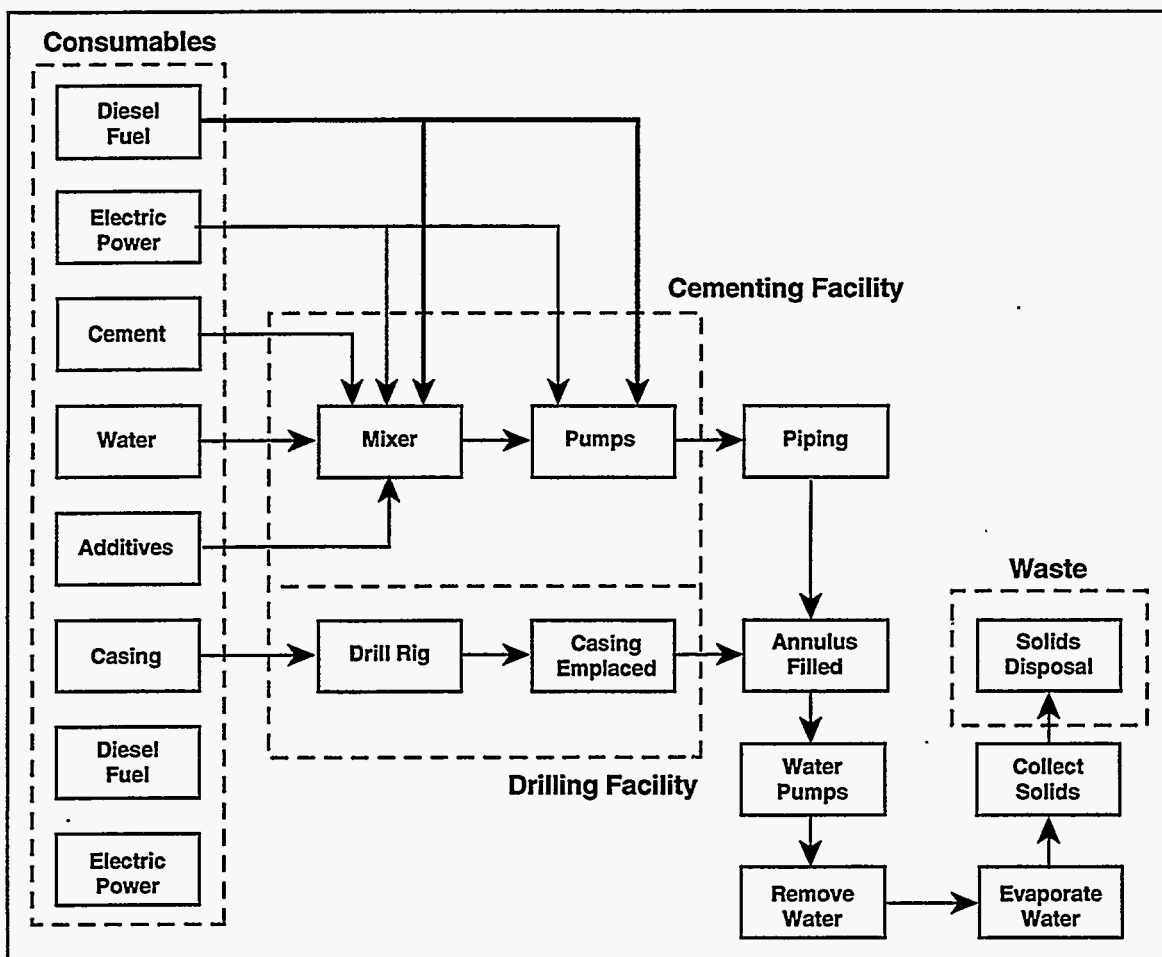 Consumables
Diesel
Fuel
Electric
Power
Cementing Facility
Cement
Water
Mixer
Pumps
Piping
Additives
Waste
Casing
Drill Rig
Casing
Emplaced
Annulus
Filled
Solids
Disposal
Diesel
Fuel
Drilling Facility
Water
Pumps
Collect
Solids
Electric
Power
Remove
Water
Evaporate
Water